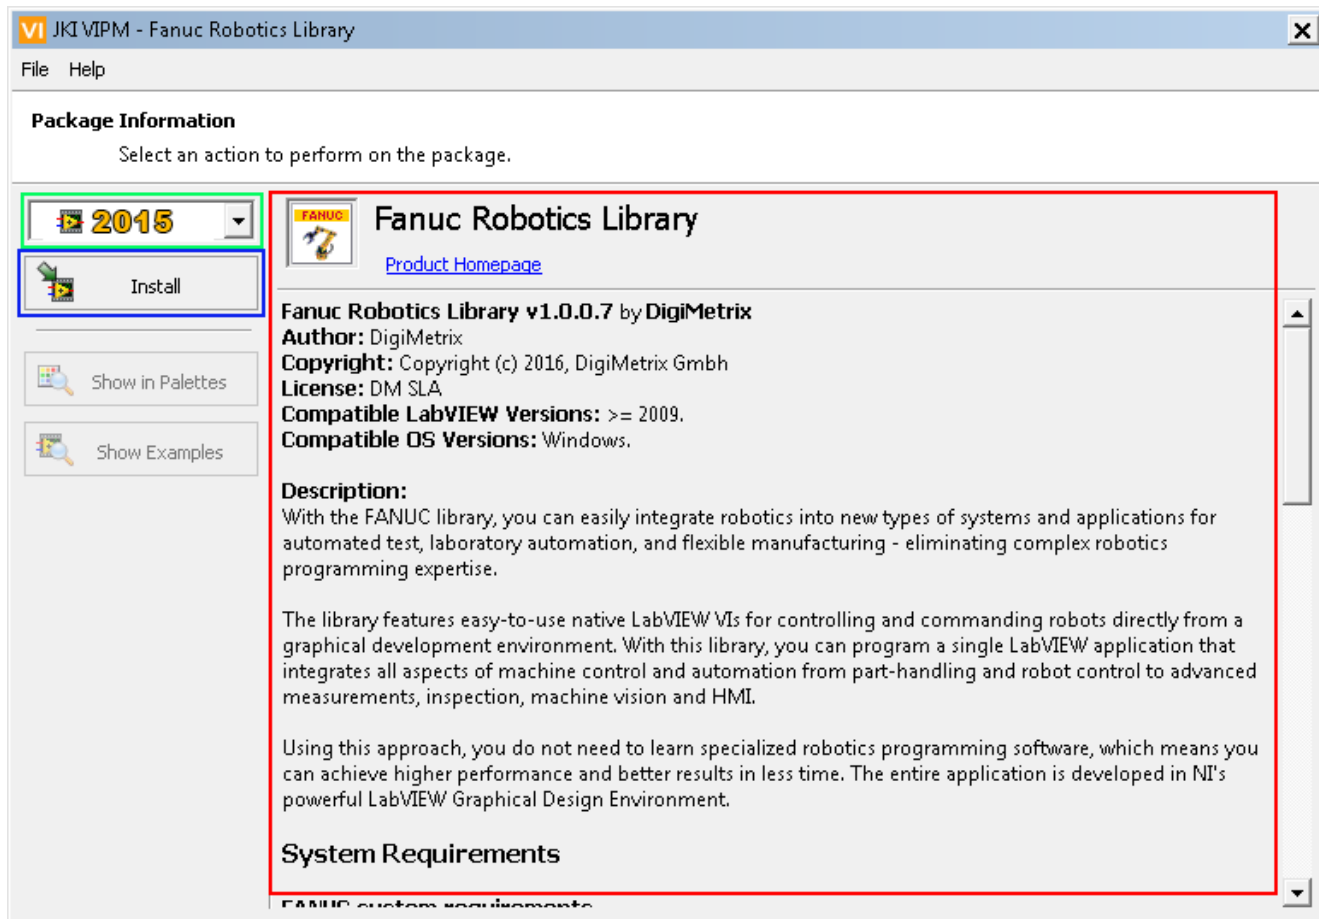 JKI VIPM - Fanuc Robotics Library
File Help
Package Information
Select an action to perform on the package.
2015
Install
Show in Palettes
Show Examples
FANUC
Fanuc Robotics Library
Product Homepage
Fanuc Robotics Library v1.0.0.7 by DigiMetrix
Author: DigiMetrix
Copyright: Copyright (c) 2016, DigiMetrix Gmbh
License: DM SLA
Compatible LabVIEW Versions: >= 2009.
Compatible OS Versions: Windows.
Description:
With the FANUC library, you can easily integrate robotics into new types of systems and applications for
automated test, laboratory automation, and flexible manufacturing - eliminating complex robotics
programming expertise.
The library features easy-to-use native LabVIEW VIs for controlling and commanding robots directly from a
graphical development environment. With this library, you can program a single LabVIEW application that
integrates all aspects of machine control and automation from part-handling and robot control to advanced
measurements, inspection, machine vision and HMI.
Using this approach, you do not need to learn specialized robotics programming software, which means you
can achieve higher performance and better results in less time. The entire application is developed in NI's
powerful LabVIEW Graphical Design Environment.
System Requirements
FANUC system requirements